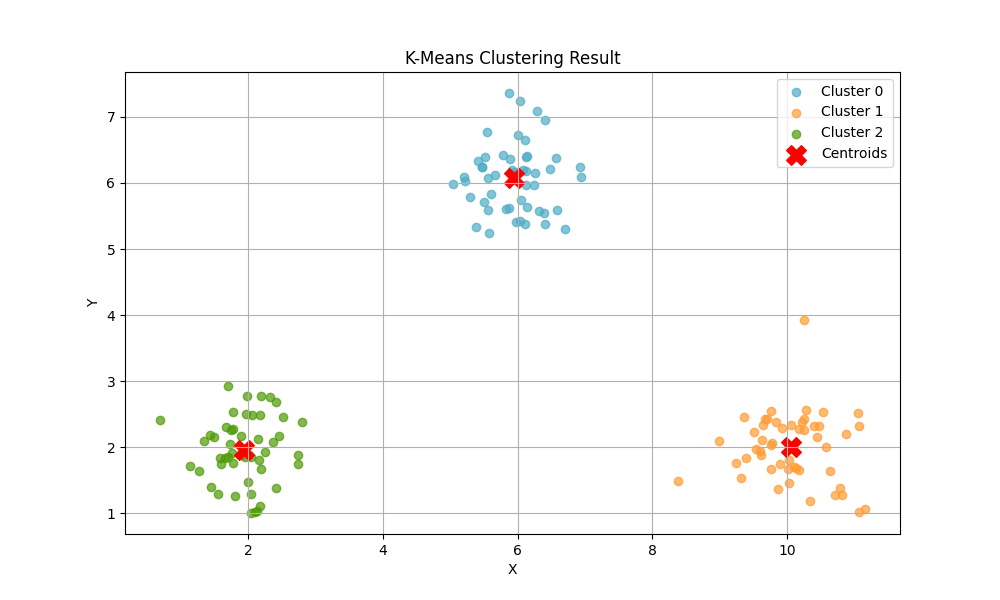 K-Means Clustering Result
Cluster 0
Cluster 1
Cluster 2
Centroids
Y
7
6
5
4
3
2
1
2 4 6 8 10
X